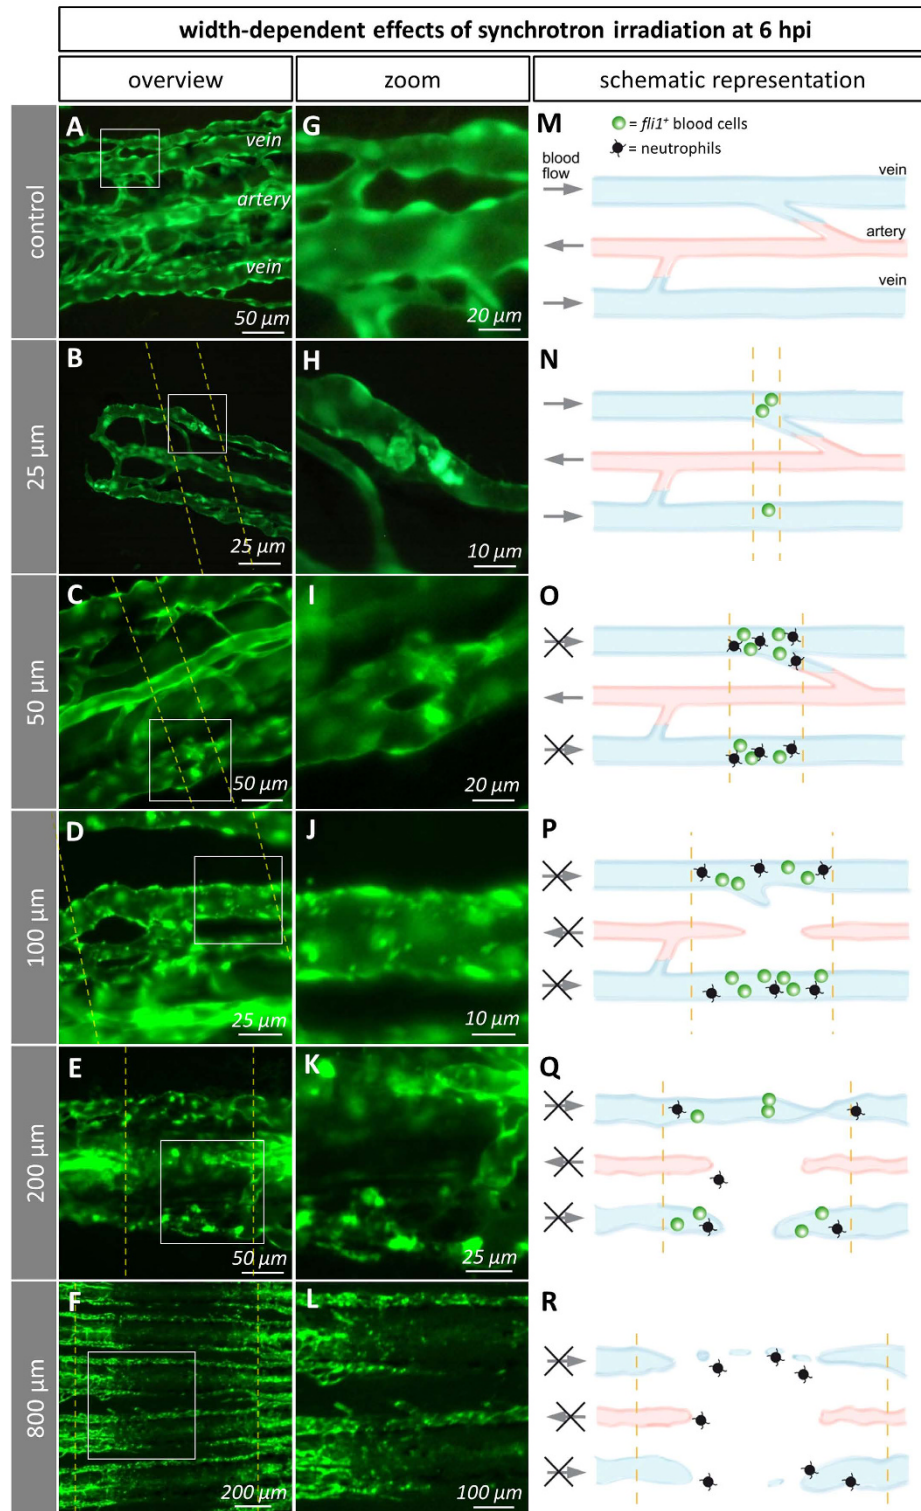 width-dependent effects of synchrotron irradiation at 6 hpi
overview
zoom
schematic representation
control
A
vein
artery
vein
50 µm
G
20 µm
M
= fli1+ blood cells
= neutrophils
blood
flow
vein
artery
vein
25 µm
B
25 µm
H
10 µm
N
50 µm
C
50 µm
I
20 µm
O
100 µm
D
25 µm
J
10 µm
P
200 µm
E
50 µm
K
25 µm
Q
800 µm
F
200 µm
L
100 µm
R